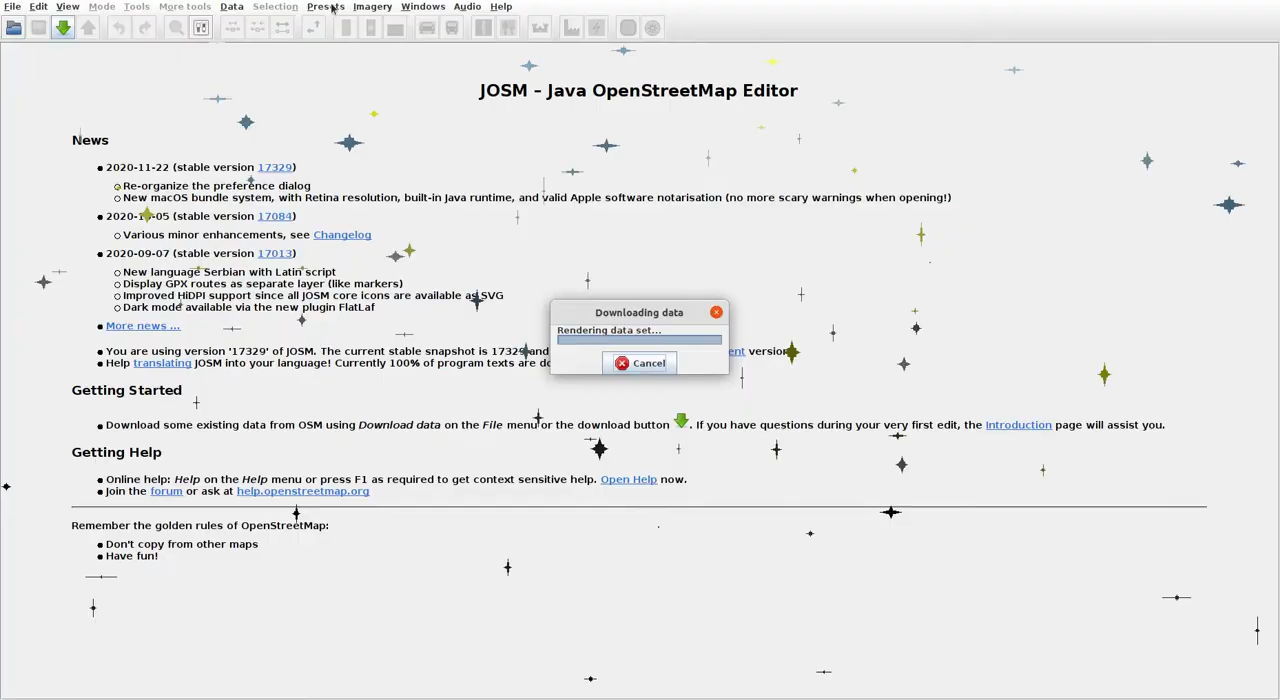 File Edit View Mode Tools More tools Data Selection Presets Imagery Windows Audio Help
JOSM – Java OpenStreetMap Editor
News
2020-11-22 (stable version 17329)
Re-organize the preference dialog
New macOS bundle system, with Retina resolution, built-in Java runtime, and valid Apple software notarisation (no more scary warnings when opening!)
(stable version 17084)
Various minor enhancements, see Changelog
2020-09-07 (stable version 17013)
New language Serbian with Latin script
Display GPX routes as separate layer (like markers)
Improved HiDPI support since all JOSM core icons are available as SVG
Dark mode available via the new plugin FlatLaf
More news ...
Downloading data
Rendering data set...
Cancel
You are using version '17329' of JOSM. The current stable snapshot is 17329 and
Help translating JOSM into your language! Currently 100% of program texts are
Getting Started
Download some existing data from OSM using Download data on the File menu or the download button . If you have questions during your very first edit, the Introduction page will assist you.
Getting Help
Online help: Help on the Help menu or press F1 as required to get context sensitive help. Open Help now.
Join the forum or ask at help.openstreetmap.org
Remember the golden rules of OpenStreetMap:
Don't copy from other maps
Have fun!